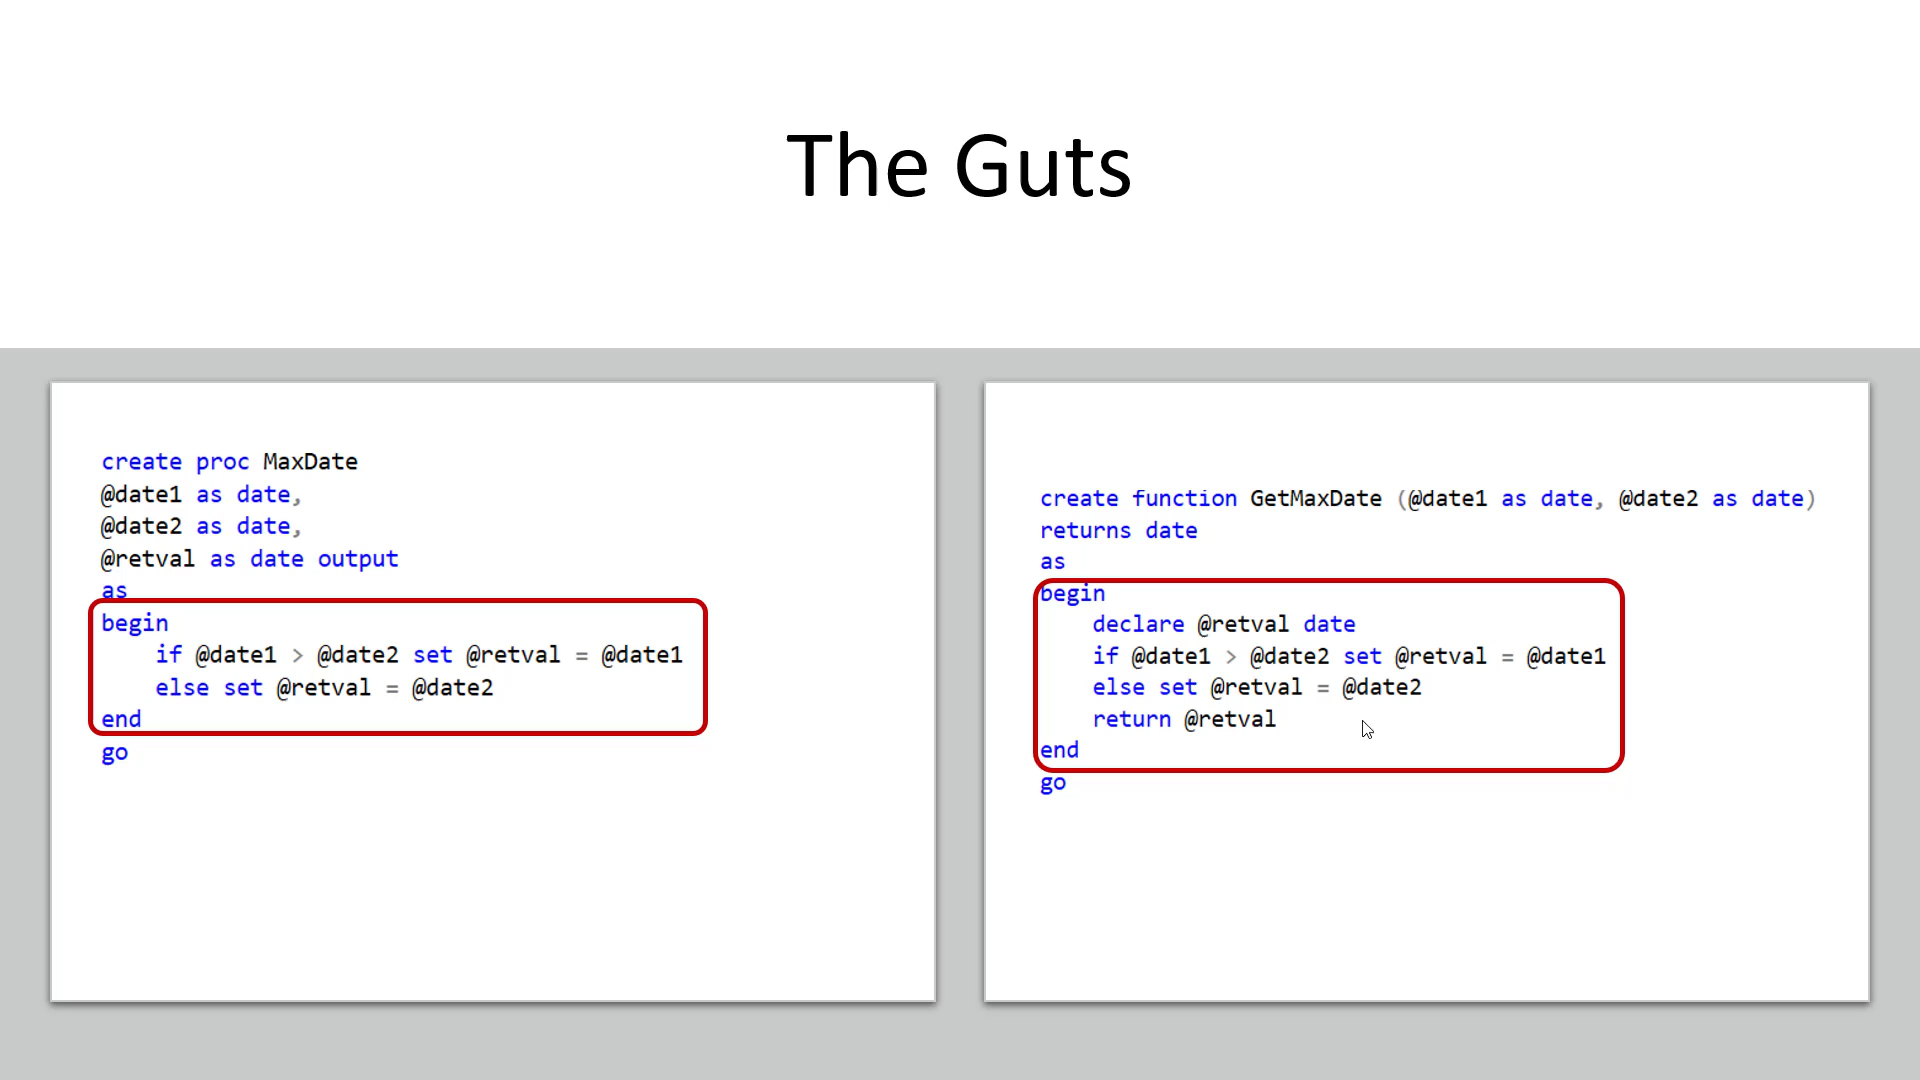 The Guts
create proc MaxDate
@date1 as date,
@date2 as date,
@retval as date output
as
begin
    if @date1 > @date2 set @retval = @date1
    else set @retval = @date2
end
go
create function GetMaxDate (@date1 as date, @date2 as date)
returns date
as
begin
    declare @retval date
    if @date1 > @date2 set @retval = @date1
    else set @retval = @date2
    return @retval
end
go